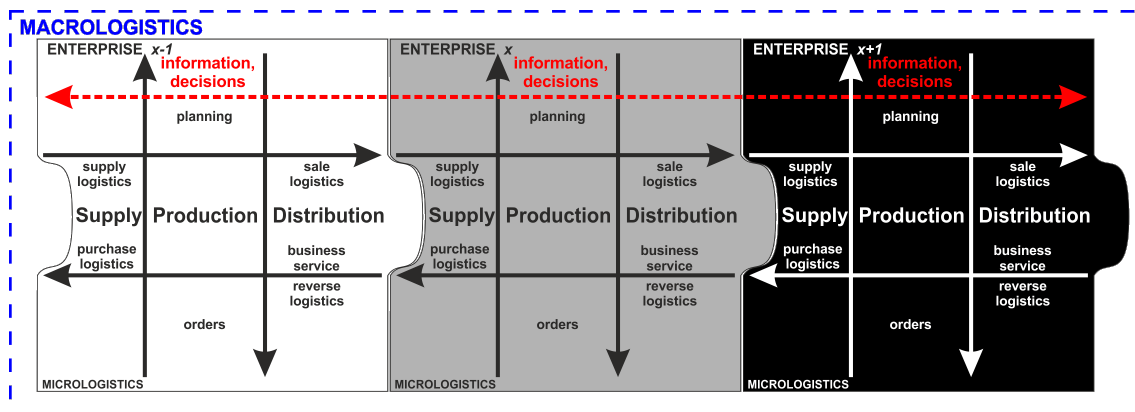 MACROLOGISTICS
ENTERPRISE x-1
information,
decisions
planning
supply
logistics
sale
logistics
Supply Production Distribution
purchase
logistics
business
service
reverse
logistics
orders
MICROLOGISTICS
ENTERPRISE x
information,
decisions
planning
supply
logistics
sale
logistics
Supply Production Distribution
purchase
logistics
business
service
reverse
logistics
orders
MICROLOGISTICS
ENTERPRISE x+1
information,
decisions
planning
supply
logistics
sale
logistics
Supply Production Distribution
purchase
logistics
business
service
reverse
logistics
orders
MICROLOGISTICS